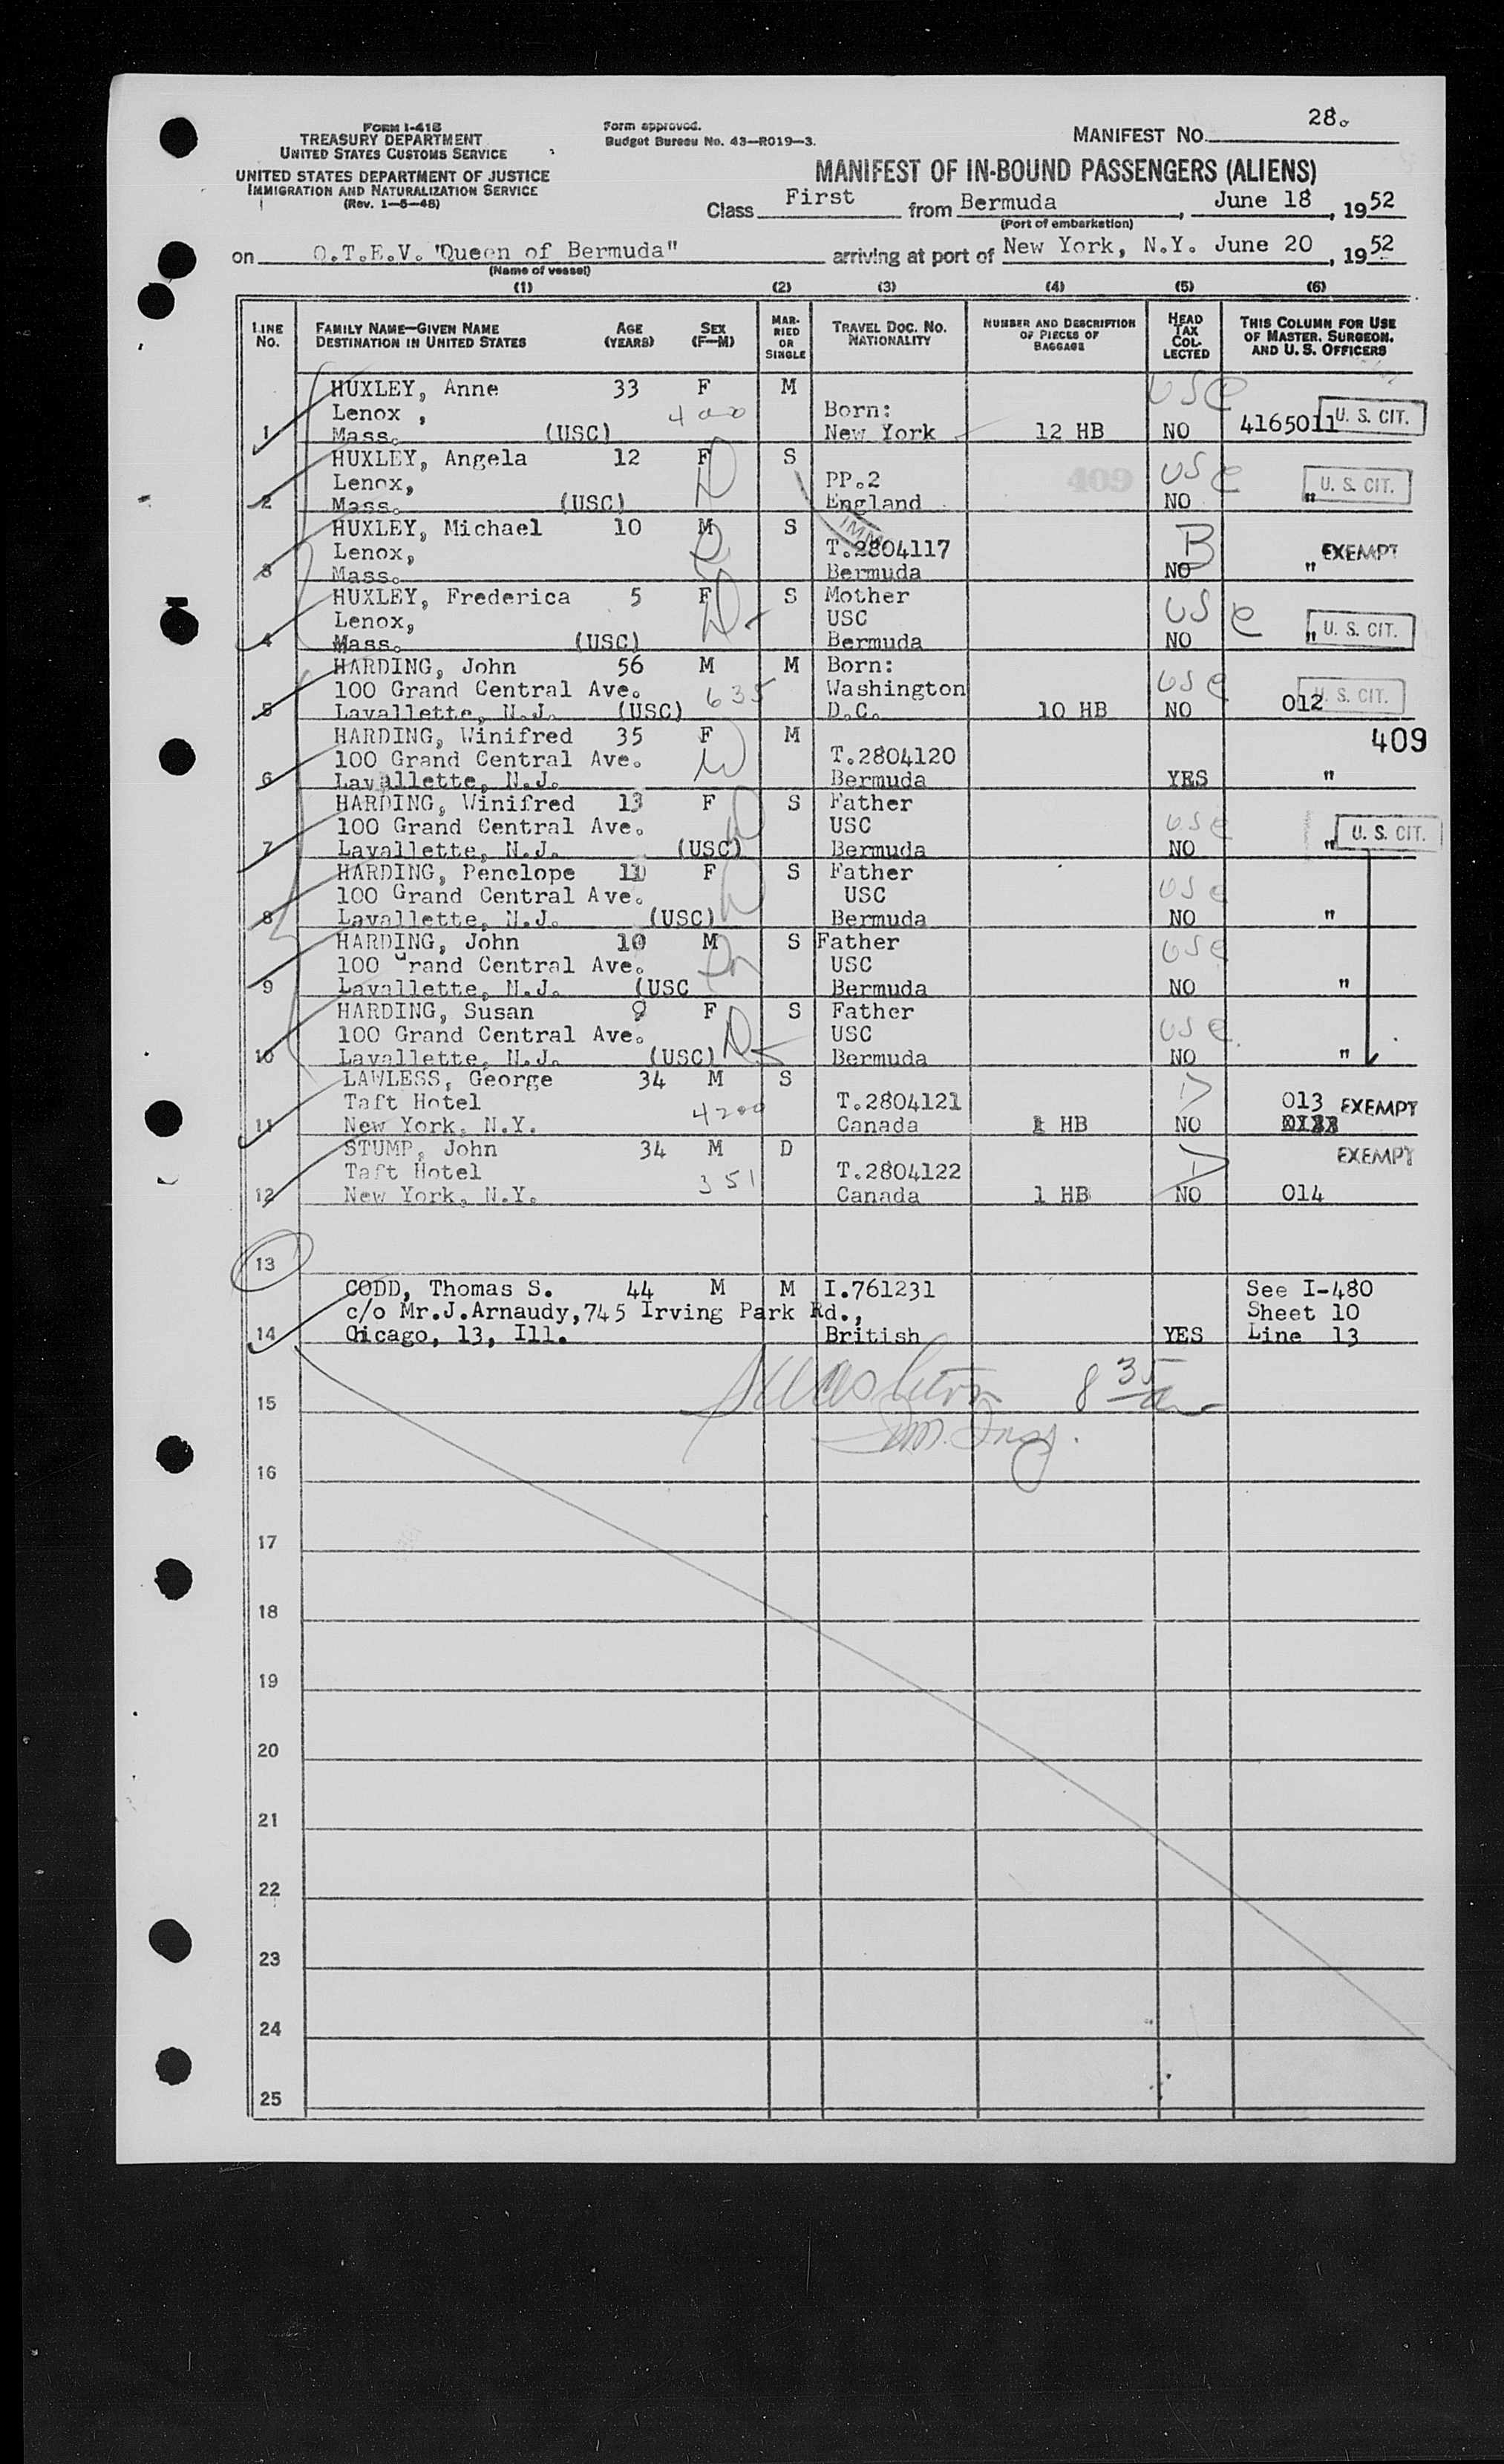 FORM I-418
TREASURY DEPARTMENT
UNITED STATES CUSTOMS SERVICE
UNITED STATES DEPARTMENT OF JUSTICE
IMMIGRATION AND NATURALIZATION SERVICE
(Rev. 1-5-48)
Form approved.
Budget Bureau No. 43-R019-3.
MANIFEST NO. 28.
MANIFEST OF IN-BOUND PASSENGERS (ALIENS)
Class First from Bermuda, June 18, 1952
(Port of embarkation)
on O.T.E.V. "Queen of Bermuda" arriving at port of New York, N.Y. June 20, 1952
(Name of vessel)
(1) (2) (3) (4) (5) (6)
LINE NO. FAMILY NAME-GIVEN NAME DESTINATION IN UNITED STATES AGE (YEARS) SEX (F-M) MARRIED OR SINGLE TRAVEL DOC. NO. NATIONALITY NUMBER AND DESCRIPTION OF PIECES OF BAGGAGE HEAD TAX COLLECTED THIS COLUMN FOR USE OF MASTER, SURGEON, AND U. S. OFFICERS
HUXLEY, Anne 33 F M USC
Lenox , 400 Born: U. S. CIT.
1 Mass. (USC) New York 12 HB NO 4165011
HUXLEY, Angela 12 F S
Lenox, PP.2 409 USC U. S. CIT.
2 Mass. (USC) England NO "
HUXLEY, Michael 10 M S
Lenox, T.2804117 B EXEMPT
3 Mass. Bermuda NO "
HUXLEY, Frederica 5 F S Mother
Lenox, USC USC U. S. CIT.
4 Mass. (USC) Bermuda NO "
HARDING, John 56 M M Born:
100 Grand Central Ave. 635 Washington USC U. S. CIT.
5 Lavallette, N.J. (USC) D.C. 10 HB NO 012
HARDING, Winifred 35 F M 409
100 Grand Central Ave. T.2804120
6 Lavallette, N.J. Bermuda YES "
HARDING, Winifred 13 F S Father
100 Grand Central Ave. USC USC U. S. CIT.
7 Lavallette, N.J. (USC) Bermuda NO "
HARDING, Penelope 11 F S Father
100 Grand Central Ave. USC USC
8 Lavallette, N.J. (USC) Bermuda NO "
HARDING, John 10 M S Father
100 Grand Central Ave. USC USC
9 Lavallette, N.J. (USC Bermuda NO "
HARDING, Susan 9 F S Father
100 Grand Central Ave. USC USC
10 Lavallette, N.J. (USC) Bermuda NO "
LAWLESS, George 34 M S
Taft Hotel 4200 T.2804121 013 EXEMPT
11 New York, N.Y. Canada 1 HB NO
STUMP, John 34 M D EXEMPT
Taft Hotel 351 T.2804122
12 New York, N.Y. Canada 1 HB NO 014
13
CODD, Thomas S. 44 M M I.761231 See I-480
c/o Mr.J.Arnaudy,745 Irving Park Rd., Sheet 10
14 Chicago, 13, Ill. British YES Line 13
8 35
15
16
17
18
19
20
21
22
23
24
25